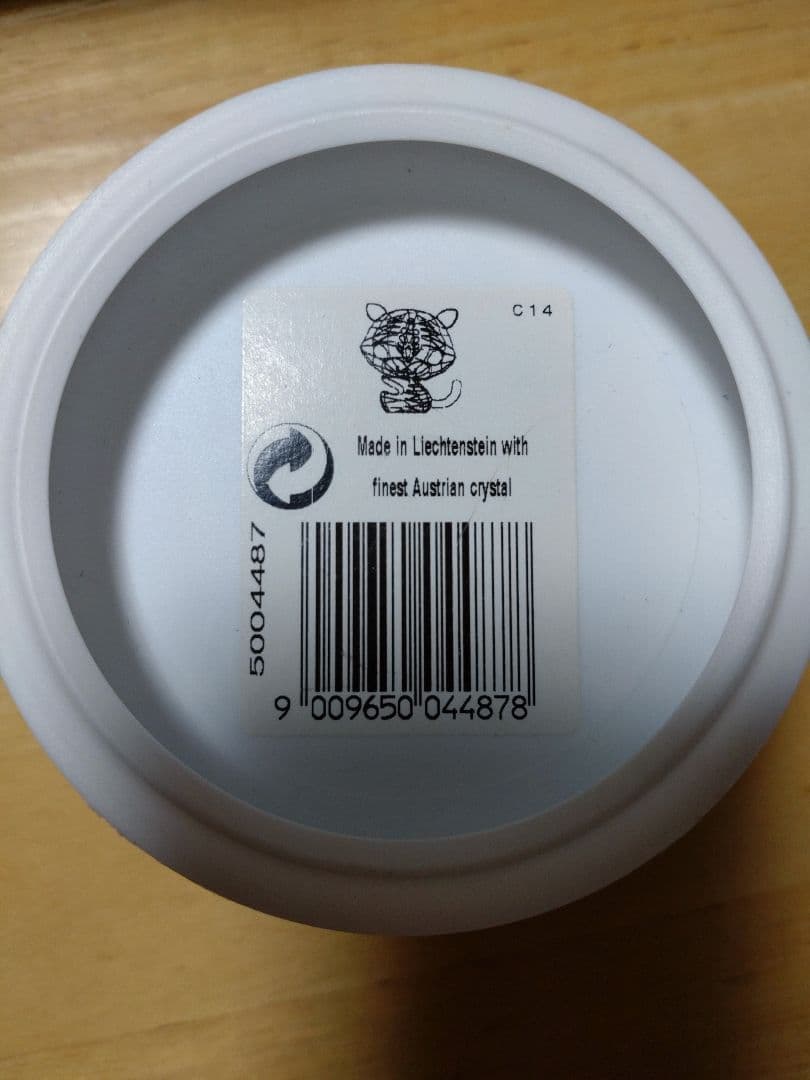 C14
Made in Liechtenstein with
finest Austrian crystal
5004487
9 009650 044878